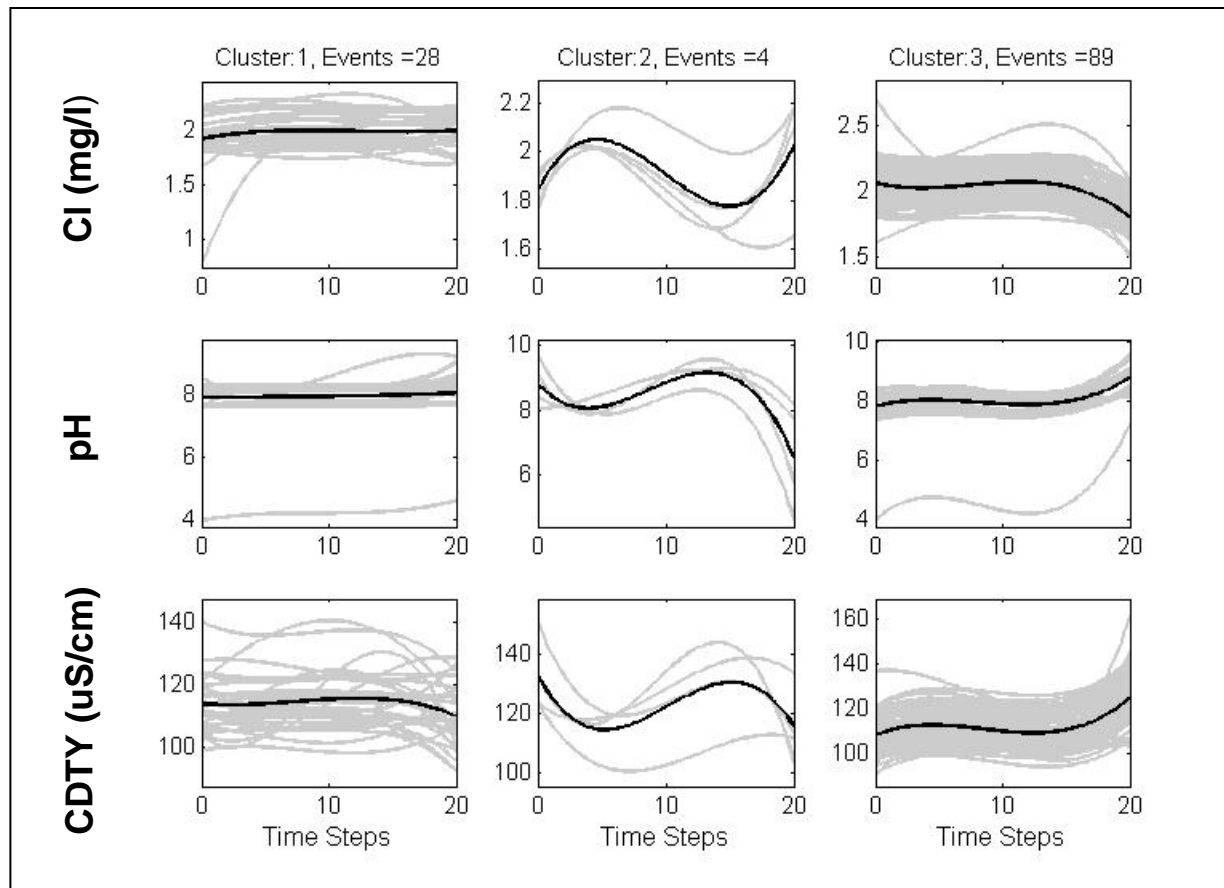 Cluster:1, Events =28
Cluster:2, Events =4
Cluster:3, Events =89
Cl (mg/l)
2
1.5
1
0 10 20
2.2
2
1.8
1.6
0 10 20
2.5
2
1.5
0 10 20
pH
8
6
4
0 10 20
10
8
6
0 10 20
10
8
6
4
0 10 20
CDTY (uS/cm)
140
120
100
0 10 20
Time Steps
140
120
100
0 10 20
Time Steps
160
140
120
100
0 10 20
Time Steps